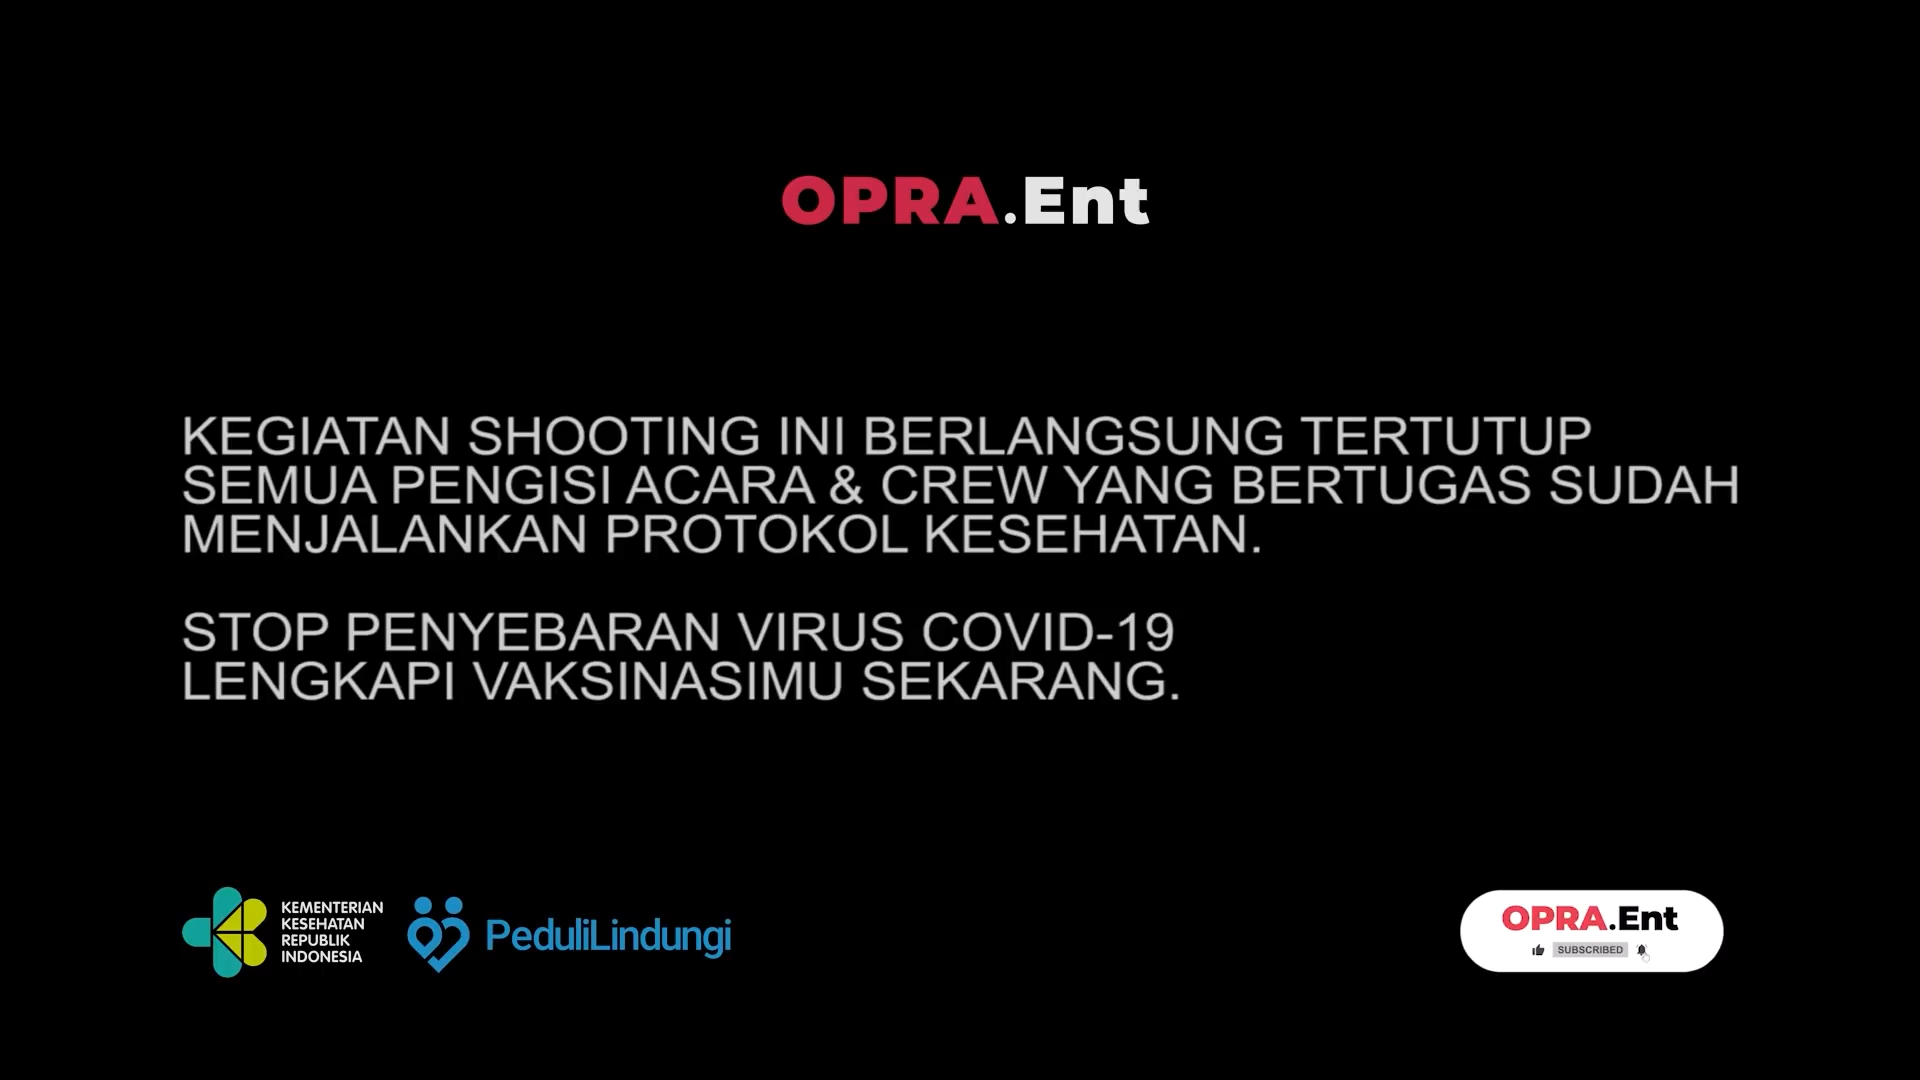 OPRA.Ent
KEGIATAN SHOOTING INI BERLANGSUNG TERTUTUP
SEMUA PENGISI ACARA & CREW YANG BERTUGAS SUDAH
MENJALANKAN PROTOKOL KESEHATAN.
STOP PENYEBARAN VIRUS COVID-19
LENGKAPI VAKSINASIMU SEKARANG.
KEMENTERIAN
KESEHATAN
REPUBLIK
INDONESIA
PeduliLindungi
OPRA.Ent
SUBSCRIBED